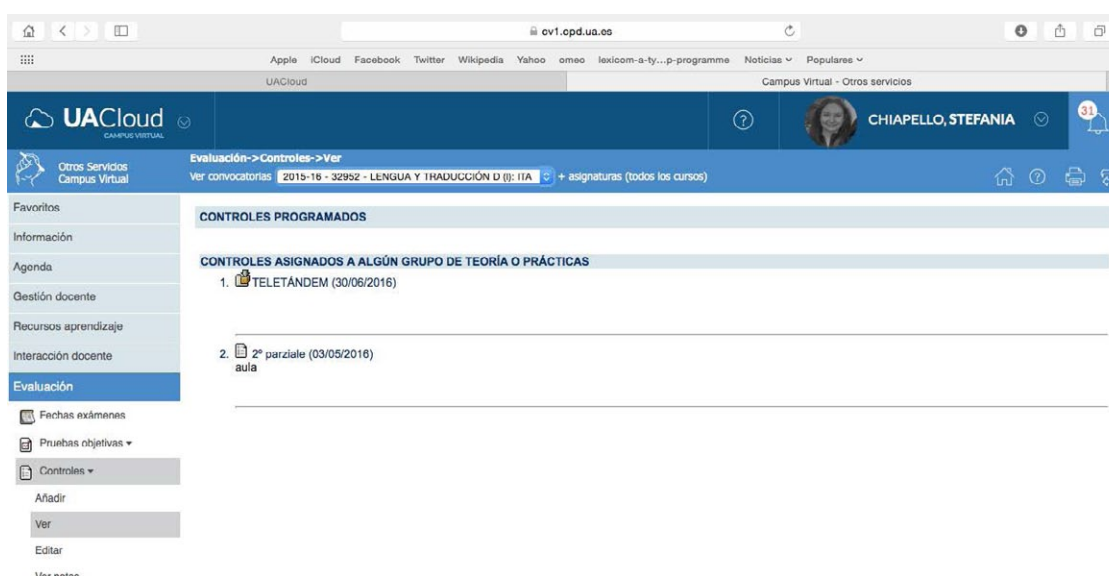 cv1.cpd.ua.es
Apple iCloud Facebook Twitter Wikipedia Yahoo omeo lexicom-a-ty...p-programme Noticias Populares
UACloud Campus Virtual - Otros servicios
UACloud
CAMPUS VIRTUAL
? CHIAPELLO, STEFANIA 31
Otros Servicios
Campus Virtual
Evaluación->Controles->Ver
Ver convocatorias 2015-16 - 32952 - LENGUA Y TRADUCCIÓN D (I): ITA + asignaturas (todos los cursos) ?
Favoritos
CONTROLES PROGRAMADOS
Información
Agenda
CONTROLES ASIGNADOS A ALGÚN GRUPO DE TEORÍA O PRÁCTICAS
1. TELETÁNDEM (30/06/2016)
Gestión docente
Recursos aprendizaje
Interacción docente
2. 2º parziale (03/05/2016)
aula
Evaluación
Fechas exámenes
Pruebas objetivas
Controles
Añadir
Ver
Editar
Ver notas